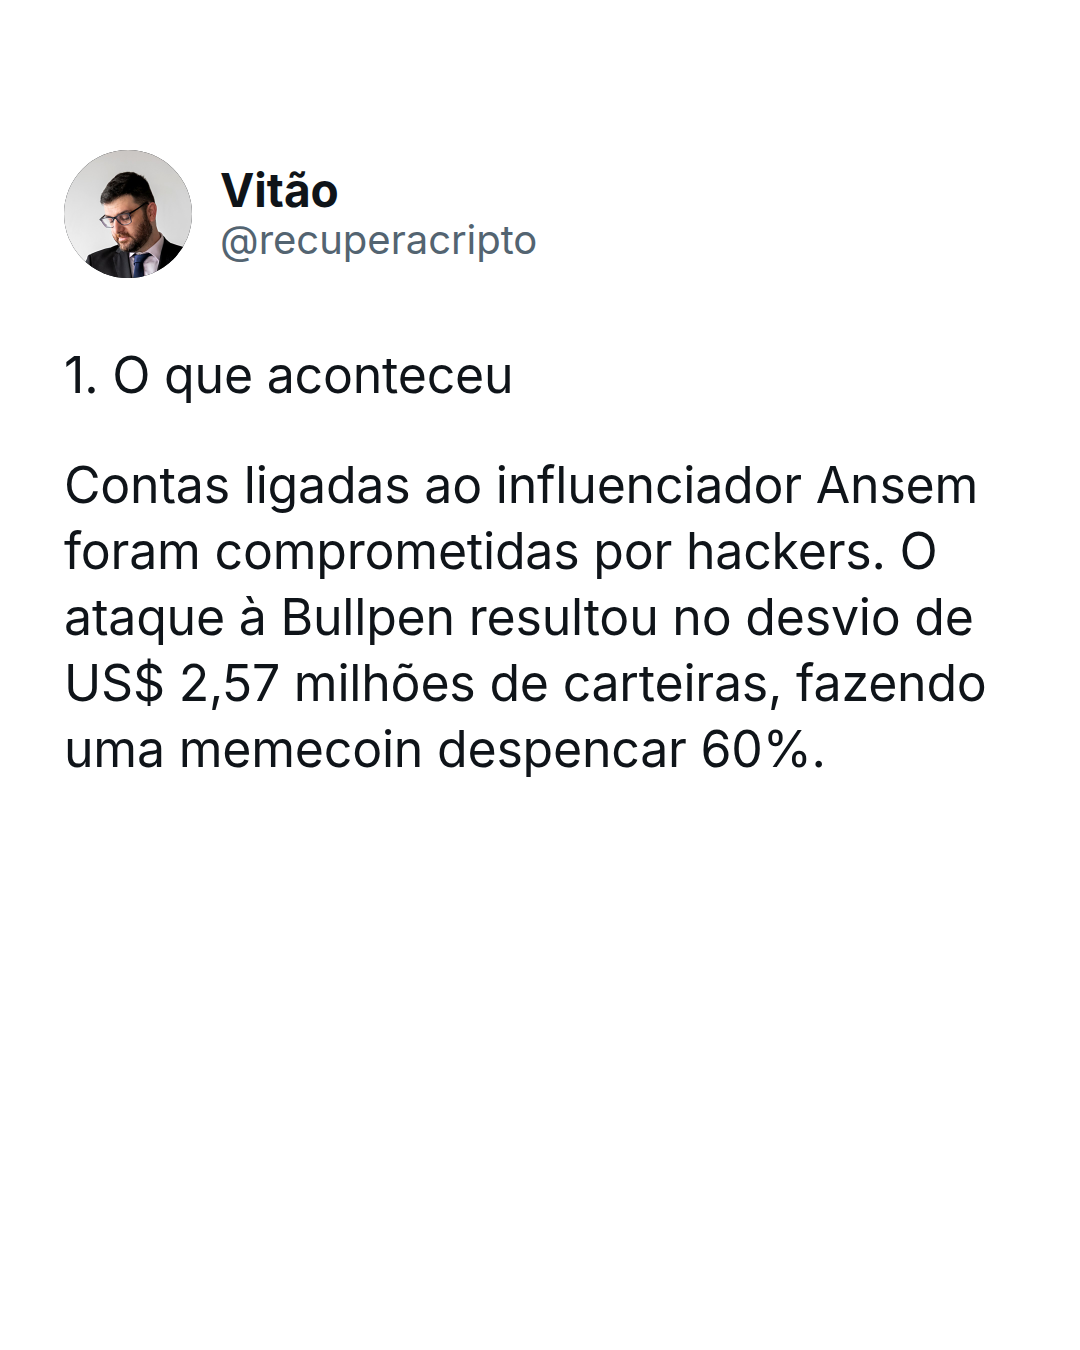 Vitão
@recuperacripto
1. O que aconteceu
Contas ligadas ao influenciador Ansem
foram comprometidas por hackers. O
ataque à Bullpen resultou no desvio de
US$ 2,57 milhões de carteiras, fazendo
uma memecoin despencar 60%.